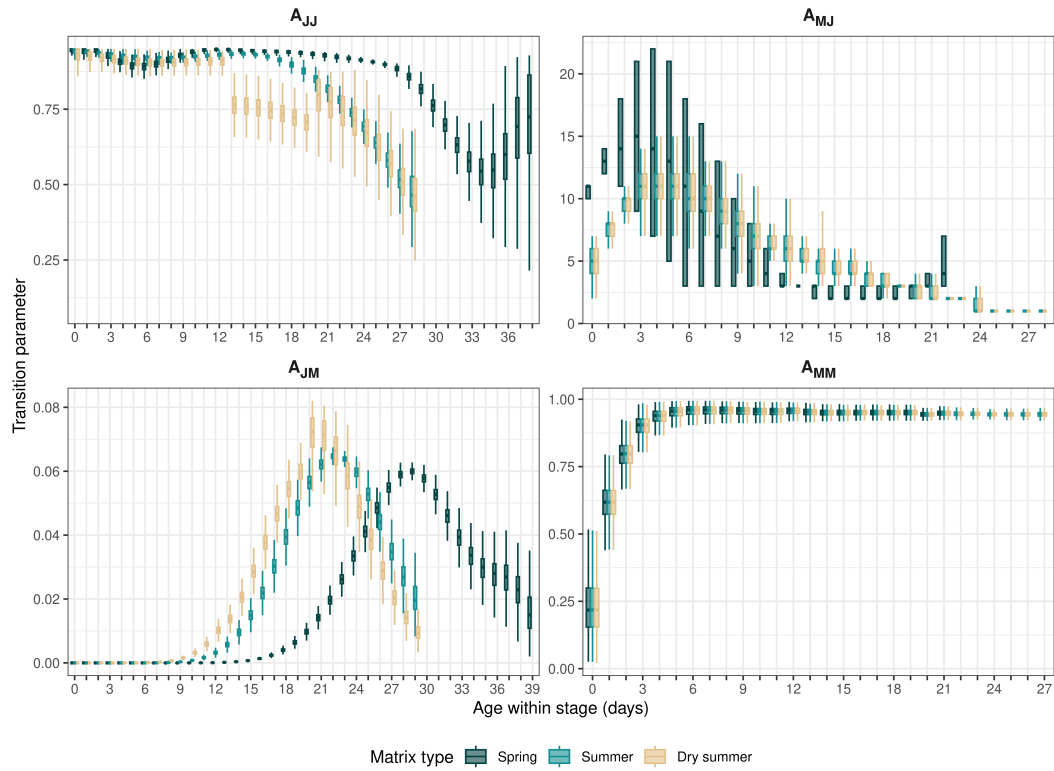 A_JJ
A_MJ
0.75
0.50
0.25
0 3 6 9 12 15 18 21 24 27 30 33 36
20
15
10
5
0
0 3 6 9 12 15 18 21 24 27
Transition parameter
A_JM
A_MM
0.08
0.06
0.04
0.02
0.00
0 3 6 9 12 15 18 21 24 27 30 33 36 39
1.00
0.75
0.50
0.25
0.00
0 3 6 9 12 15 18 21 24 27
Age within stage (days)
Matrix type Spring Summer Dry summer